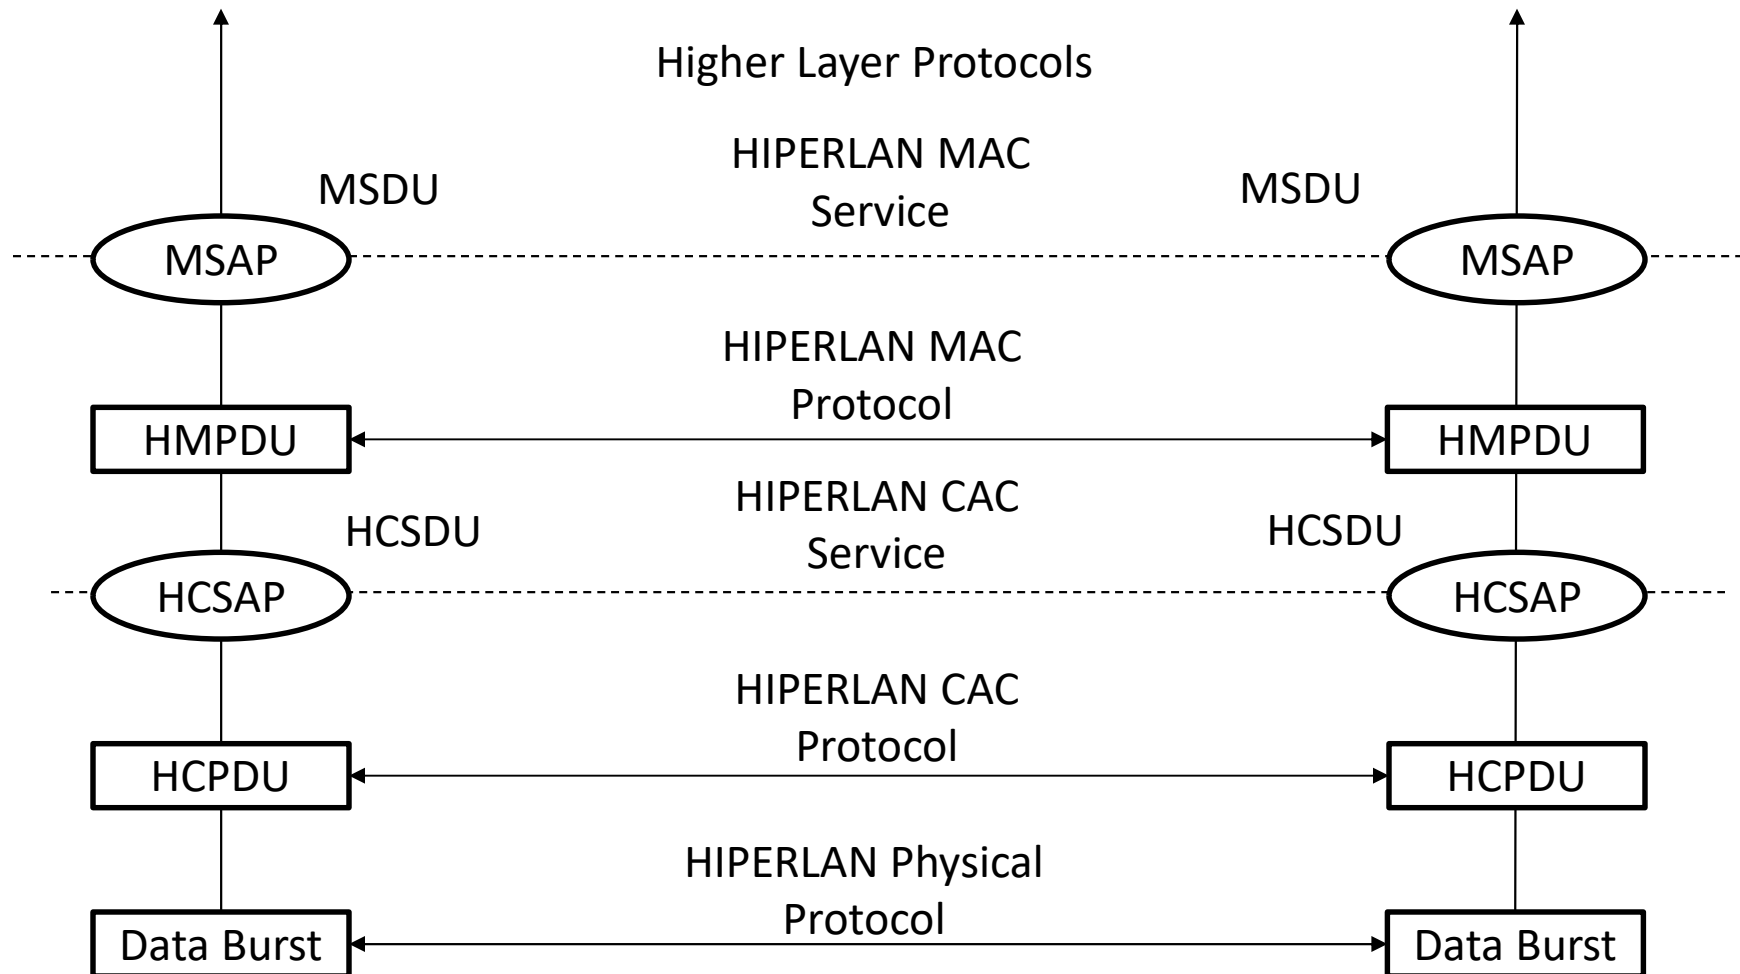 Higher Layer Protocols
HIPERLAN MAC
Service
MSDU
MSDU
MSAP
MSAP
HIPERLAN MAC
Protocol
HMPDU
HMPDU
HIPERLAN CAC
Service
HCSDU
HCSDU
HCSAP
HCSAP
HIPERLAN CAC
Protocol
HCPDU
HCPDU
HIPERLAN Physical
Protocol
Data Burst
Data Burst